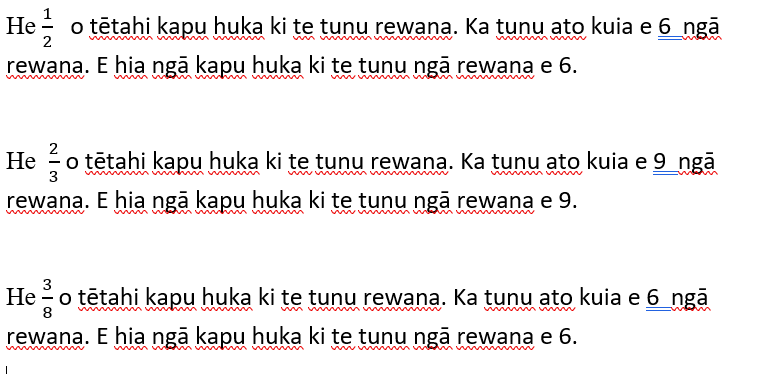 He 1/2 o tētahi kapu huka ki te tunu rewana. Ka tunu ato kuia e 6 ngā
rewana. E hia ngā kapu huka ki te tunu ngā rewana e 6.
He 2/3 o tētahi kapu huka ki te tunu rewana. Ka tunu ato kuia e 9 ngā
rewana. E hia ngā kapu huka ki te tunu ngā rewana e 9.
He 3/8 o tētahi kapu huka ki te tunu rewana. Ka tunu ato kuia e 6 ngā
rewana. E hia ngā kapu huka ki te tunu ngā rewana e 6.